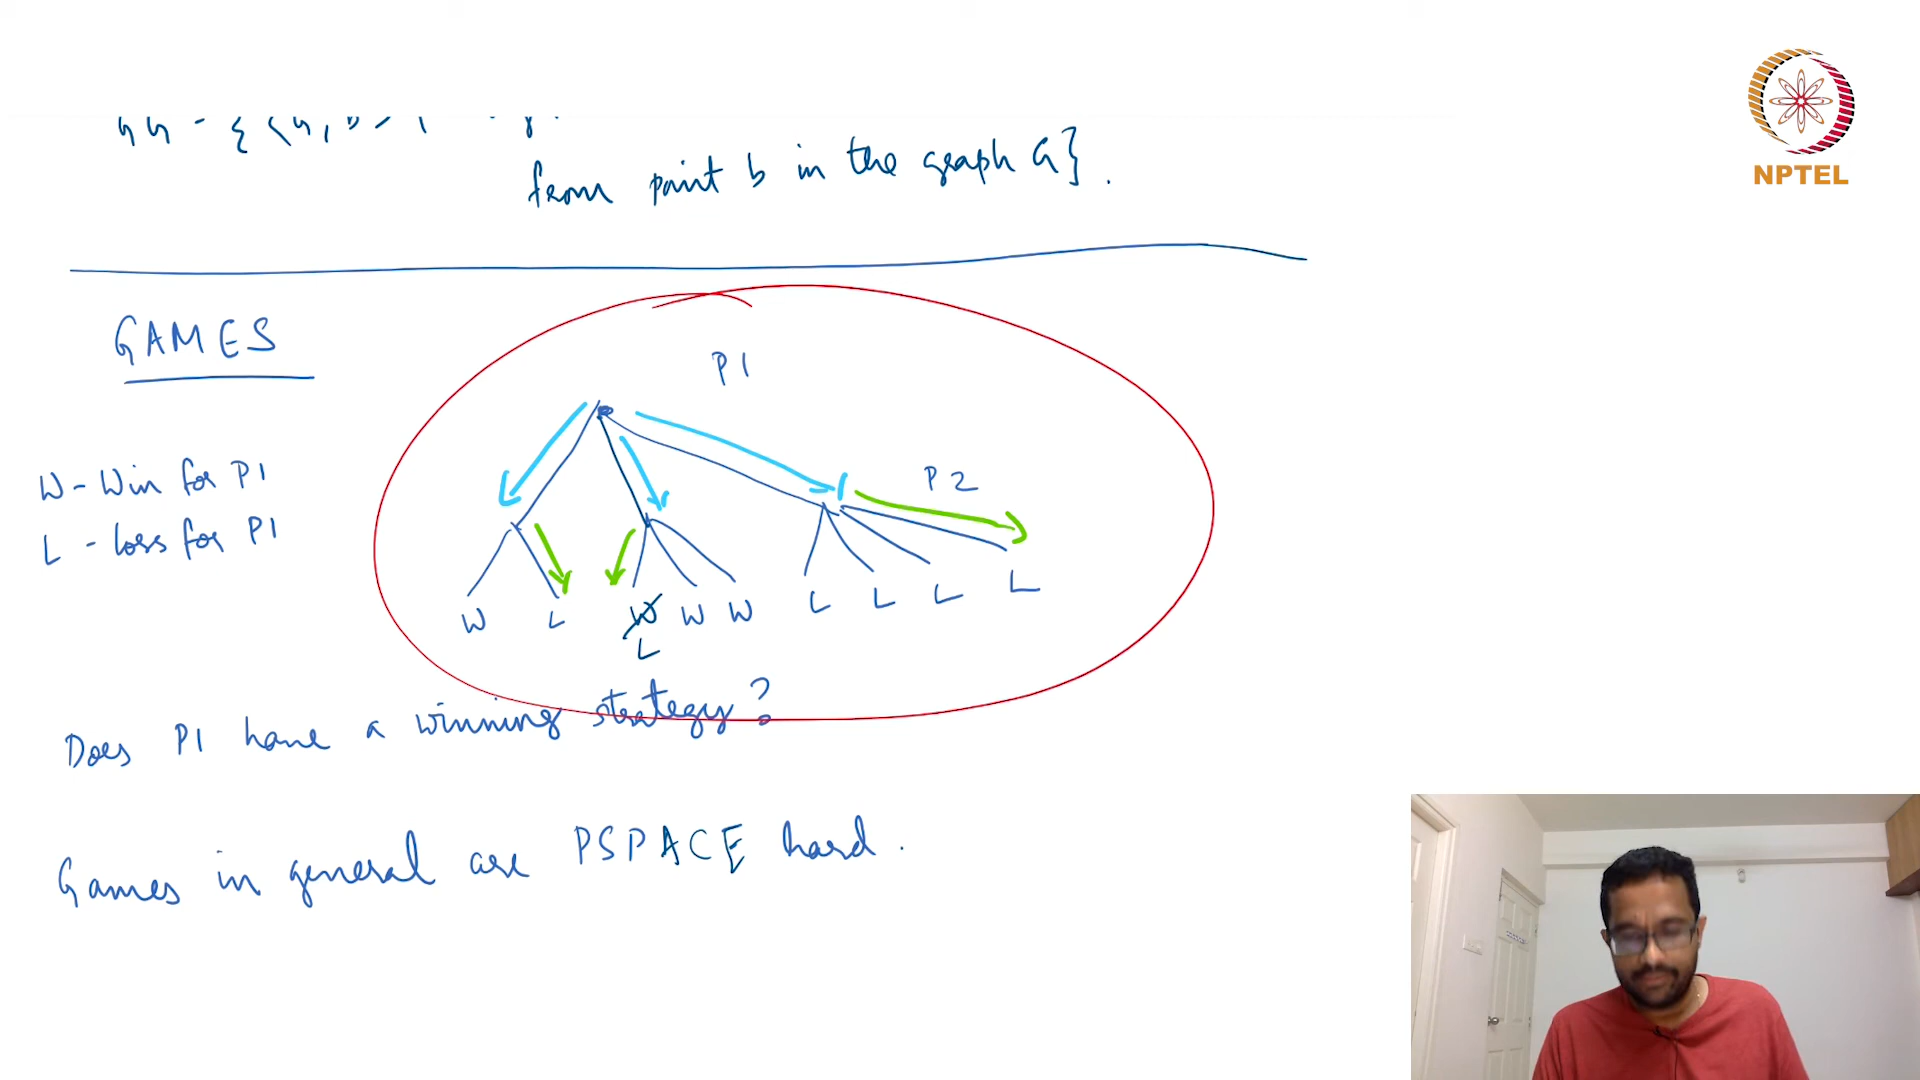 from point b in the graph G}.
NPTEL
GAMES
P1
W - Win for P1
L - loss for P1
P2
W L W W W L L L L
L
Does P1 have a winning strategy?
Games in general are PSPACE hard.